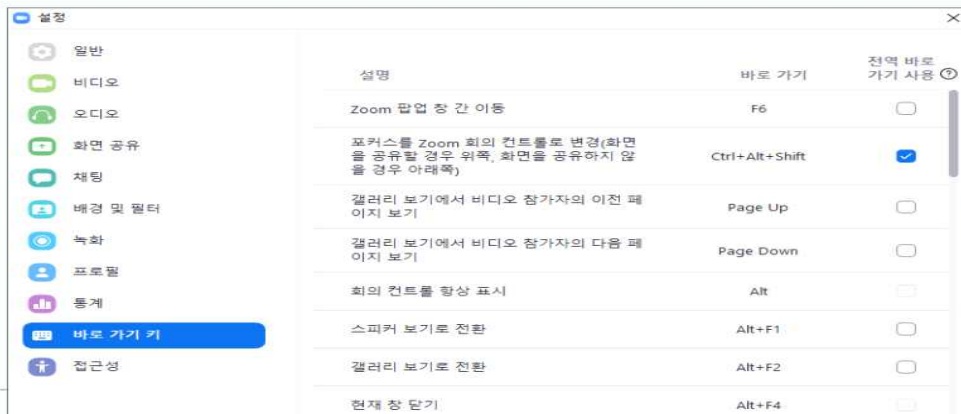 설정
일반
비디오
오디오
화면 공유
채팅
배경 및 필터
녹화
프로필
통계
바로 가기 키
접근성
설명 바로 가기 전역 바로
가기 사용 ?
Zoom 팝업 창 간 이동 F6
포커스를 Zoom 회의 컨트롤로 변경(화면
을 공유할 경우 위쪽, 화면을 공유하지 않 Ctrl+Alt+Shift
을 경우 아래쪽)
갤러리 보기에서 비디오 참가자의 이전 페 Page Up
이지 보기
갤러리 보기에서 비디오 참가자의 다음 페 Page Down
이지 보기
회의 컨트롤 항상 표시 Alt
스피커 보기로 전환 Alt+F1
갤러리 보기로 전환 Alt+F2
현재 창 닫기 Alt+F4